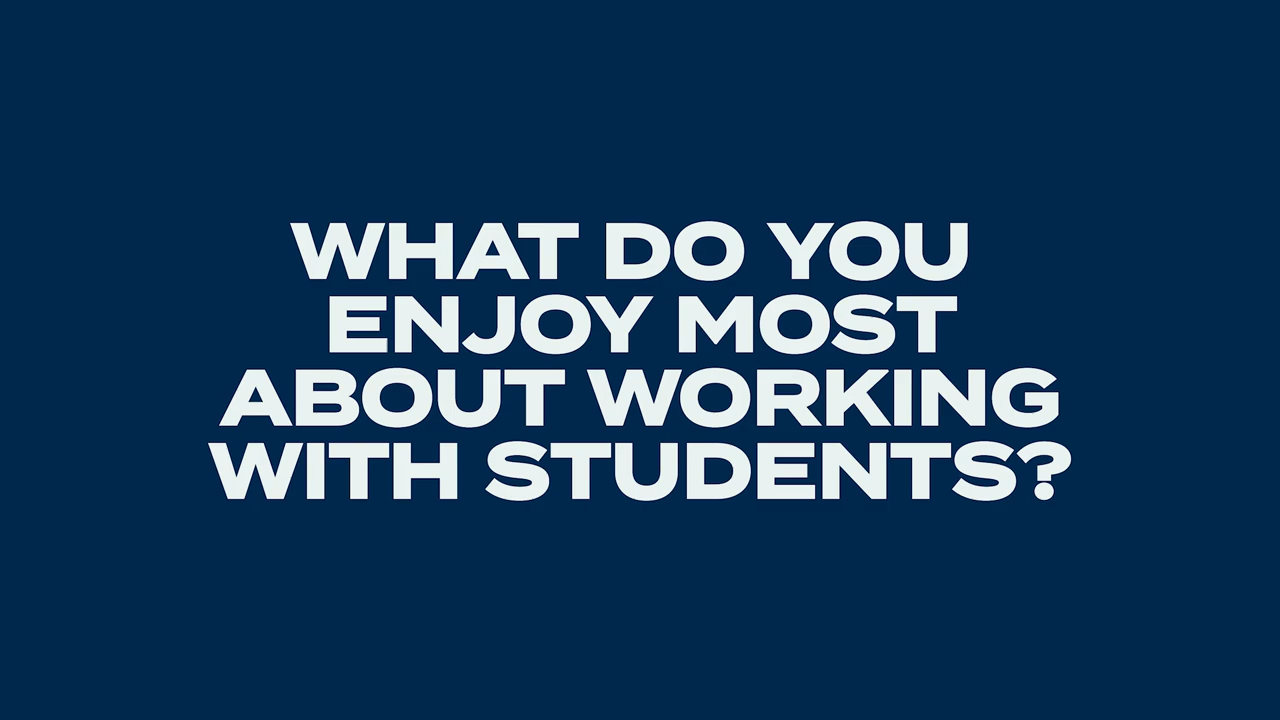 WHAT DO YOU
ENJOY MOST
ABOUT WORKING
WITH STUDENTS?